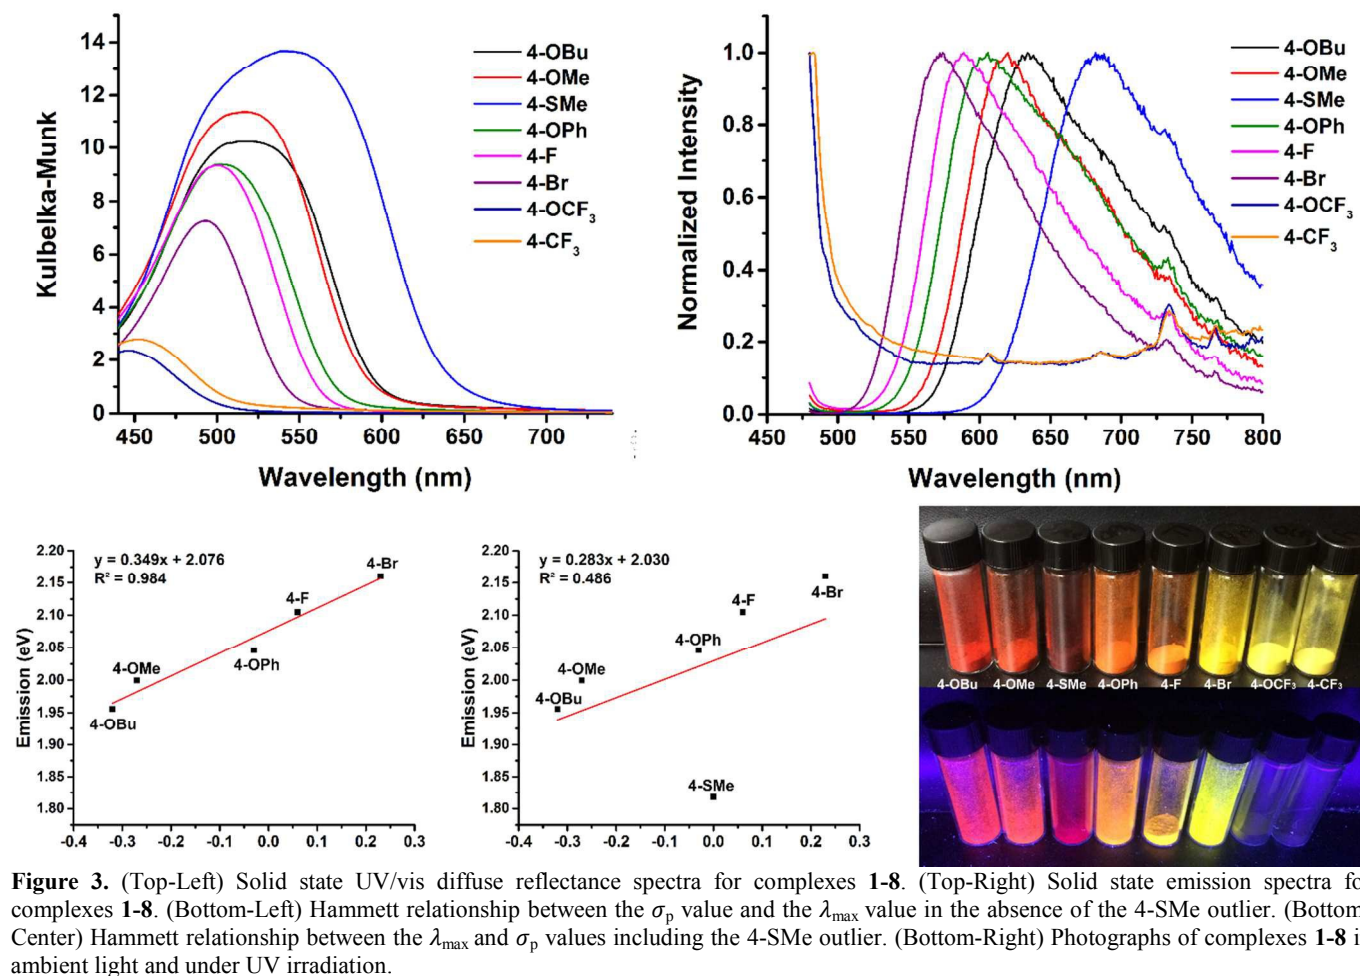 14
12
10
8
6
4
2
0
Kulbelka-Munk
4-OBu
4-OMe
4-SMe
4-OPh
4-F
4-Br
4-OCF₃
4-CF₃
450 500 550 600 650 700
Wavelength (nm)
1.0
0.8
0.6
0.4
0.2
0.0
Normalized Intensity
4-OBu
4-OMe
4-SMe
4-OPh
4-F
4-Br
4-OCF₃
4-CF₃
450 500 550 600 650 700 750 800
Wavelength (nm)
2.20
2.15
2.10
2.05
2.00
1.95
1.90
1.85
1.80
Emission (eV)
y = 0.349x + 2.076
R² = 0.984
4-Br
4-F
4-OPh
4-OMe
4-OBu
-0.4 -0.3 -0.2 -0.1 0.0 0.1 0.2 0.3
2.20
2.15
2.10
2.05
2.00
1.95
1.90
1.85
1.80
Emission (eV)
y = 0.283x + 2.030
R² = 0.486
4-Br
4-F
4-OPh
4-OMe
4-OBu
4-SMe
-0.4 -0.3 -0.2 -0.1 0.0 0.1 0.2 0.3
4-OBu 4-OMe 4-SMe 4-OPh 4-F 4-Br 4-OCF₃ 4-CF₃
Figure 3. (Top-Left) Solid state UV/vis diffuse reflectance spectra for complexes 1-8. (Top-Right) Solid state emission spectra fo
complexes 1-8. (Bottom-Left) Hammett relationship between the σp value and the λmax value in the absence of the 4-SMe outlier. (Bottom
Center) Hammett relationship between the λmax and σp values including the 4-SMe outlier. (Bottom-Right) Photographs of complexes 1-8 i
ambient light and under UV irradiation.